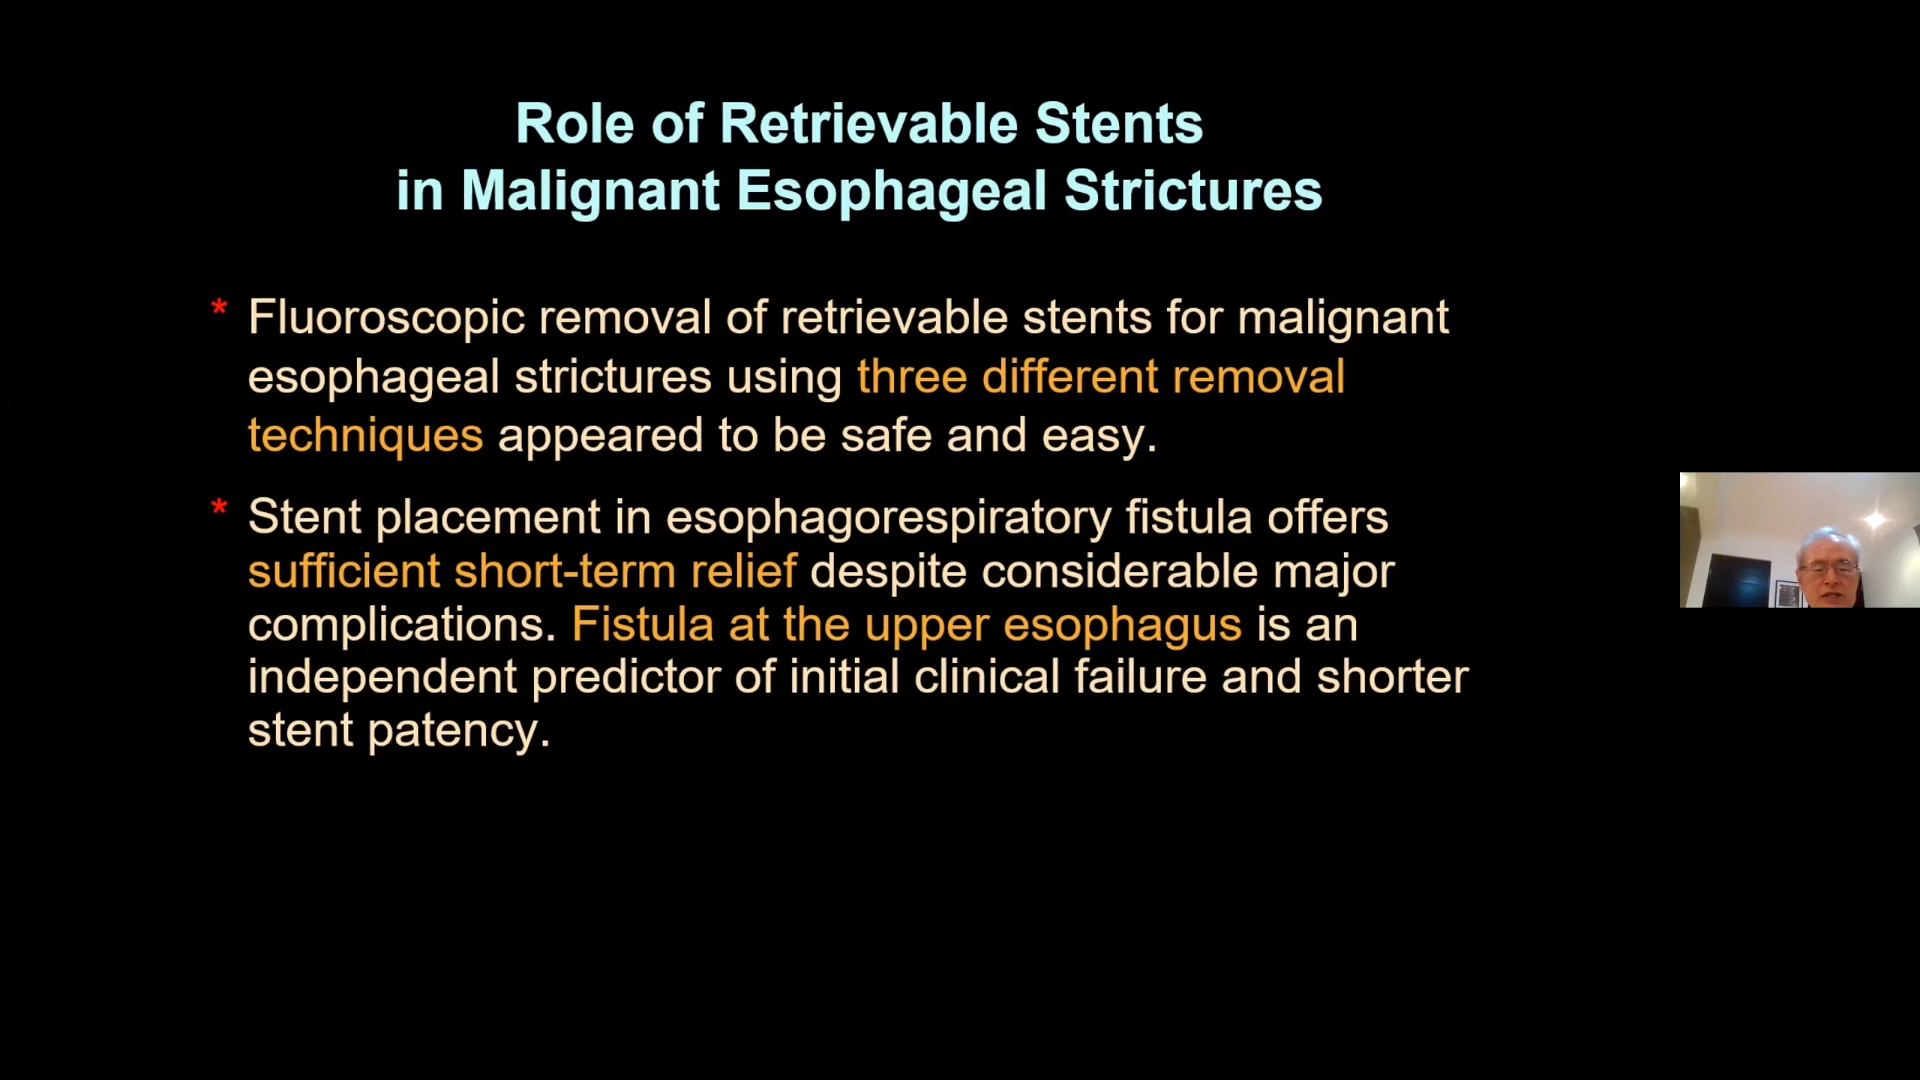 Role of Retrievable Stents
in Malignant Esophageal Strictures
* Fluoroscopic removal of retrievable stents for malignant
esophageal strictures using three different removal
techniques appeared to be safe and easy.
* Stent placement in esophagorespiratory fistula offers
sufficient short-term relief despite considerable major
complications. Fistula at the upper esophagus is an
independent predictor of initial clinical failure and shorter
stent patency.